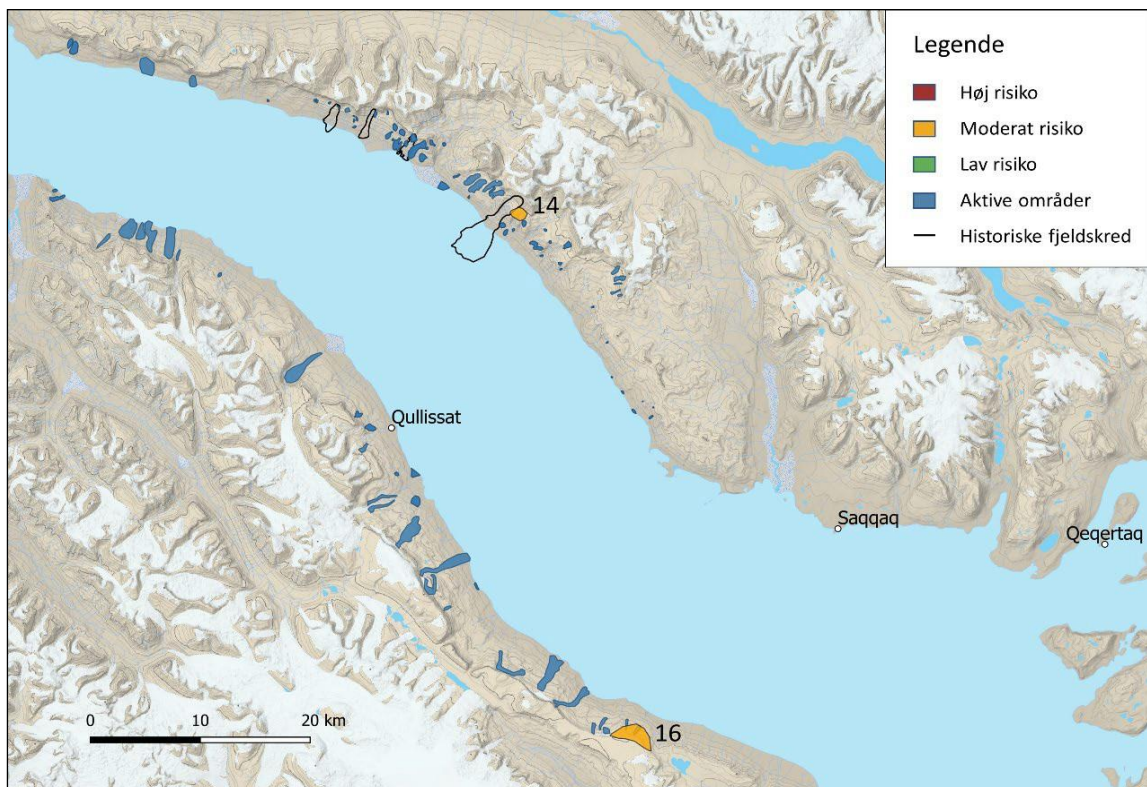 Legende
Høj risiko
Moderat risiko
Lav risiko
Aktive områder
Historiske fjeldskred
14
Qullissat
Saqqaq
Qeqertaq
0 10 20 km
16